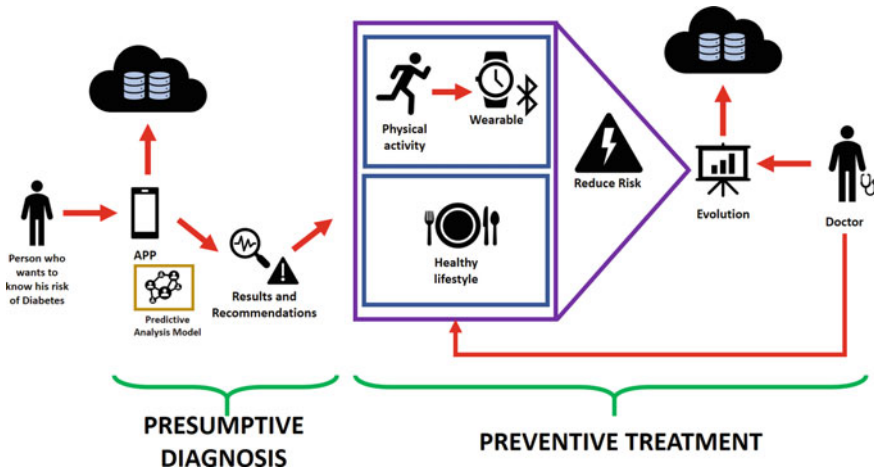 Person who
wants to
know his risk
of Diabetes
APP
Predictive
Analysis Model
Results and
Recommendations
Physical
activity
Wearable
Healthy
lifestyle
Reduce Risk
Evolution
Doctor
PRESUMPTIVE
DIAGNOSIS
PREVENTIVE TREATMENT